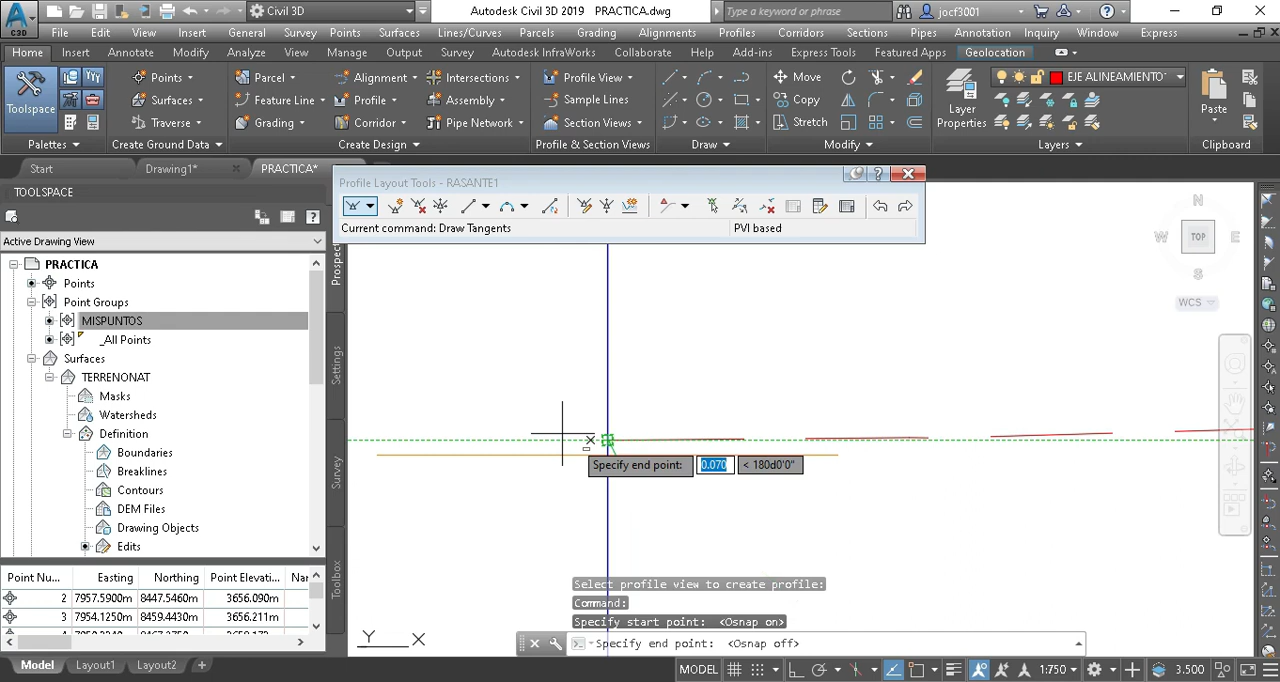 C3D
Civil 3D
Autodesk Civil 3D 2019 PRACTICA.dwg
Type a keyword or phrase
jocf3001
File Edit View Insert General Survey Points Surfaces Lines/Curves Parcels Grading Alignments Profiles Corridors Sections Pipes Annotation Inquiry Window Express
Home Insert Annotate Modify Analyze View Manage Output Survey Autodesk InfraWorks Collaborate Help Add-ins Express Tools Featured Apps Geolocation
Points Parcel Alignment Intersections Profile View Move EJE ALINEAMIENTO
Toolspace Surfaces Feature Line Profile Assembly Sample Lines Copy Layer Properties Paste
Traverse Grading Corridor Pipe Network Section Views Stretch
Palettes Create Ground Data Create Design Profile & Section Views Draw Modify Layers Clipboard
Start Drawing1* PRACTICA*
TOOLSPACE
Active Drawing View
PRACTICA
Points
Point Groups
MISPUNTOS
_All Points
Surfaces
TERRENONAT
Masks
Watersheds
Definition
Boundaries
Breaklines
Contours
DEM Files
Drawing Objects
Edits
Point Nu... Easting Northing Point Elevati... Nar
2 7957.5900m 8447.5460m 3656.090m
3 7954.1250m 8459.4430m 3656.211m
Prospec
Settings
Survey
Toolbox
Profile Layout Tools - RASANTE1
Current command: Draw Tangents PVI based
N
W TOP E
S
WCS
Specify end point: 0.070 < 180d0'0"
Select profile view to create profile:
Command:
Specify start point: <Osnap on>
Specify end point: <Osnap off>
Y X
Model Layout1 Layout2 +
MODEL 1:750 3.500